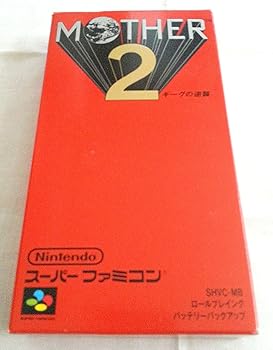 MOTHER
2
ギーグの逆襲
Nintendo
スーパーファミコン
SHVC-MB
ロールプレイング
バッテリーバックアップ
SUPER FAMICOM